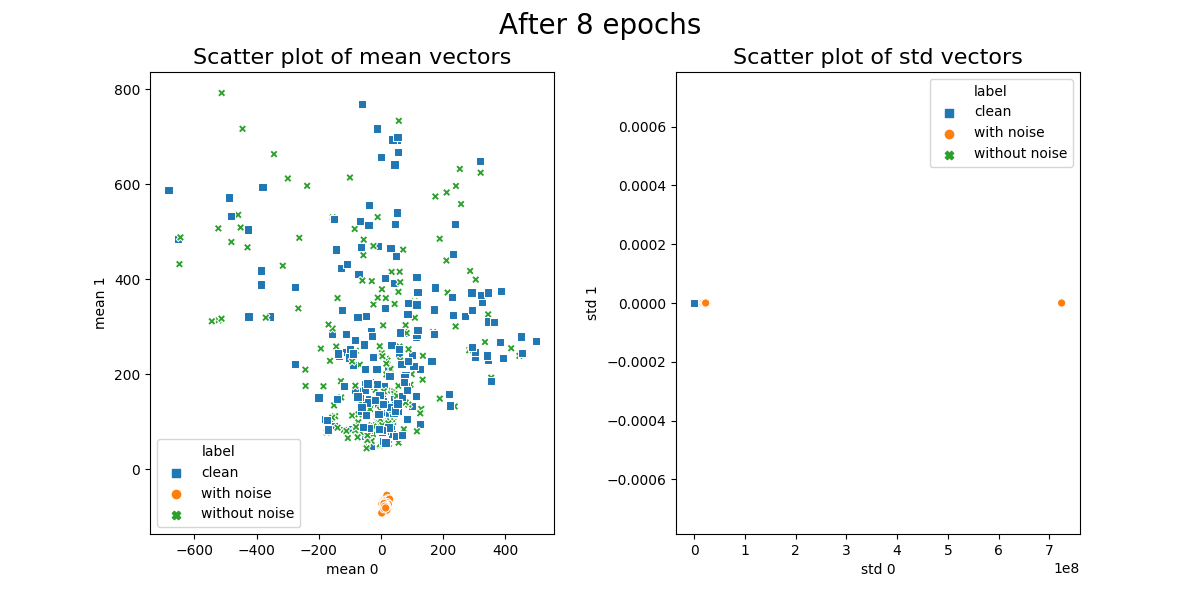 After 8 epochs
Scatter plot of mean vectors
800
600
400
200
0
mean 1
−600
−400
−200
0
200
400
mean 0
label
clean
with noise
without noise
Scatter plot of std vectors
0.0006
0.0004
0.0002
0.0000
−0.0002
−0.0004
−0.0006
std 1
0
1
2
3
4
5
6
7
1e8
std 0
label
clean
with noise
without noise